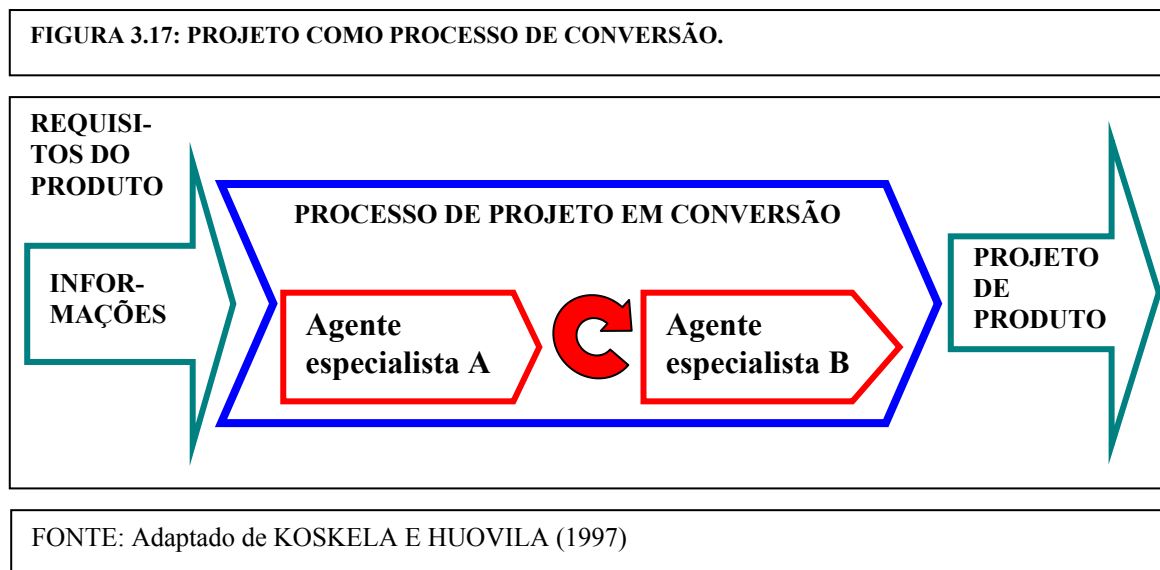 FIGURA 3.17: PROJETO COMO PROCESSO DE CONVERSÃO.
REQUISI-
TOS DO
PRODUTO
INFOR-
MAÇÕES
PROCESSO DE PROJETO EM CONVERSÃO
Agente
especialista A
Agente
especialista B
PROJETO
DE
PRODUTO
FONTE: Adaptado de KOSKELA E HUOVILA (1997)